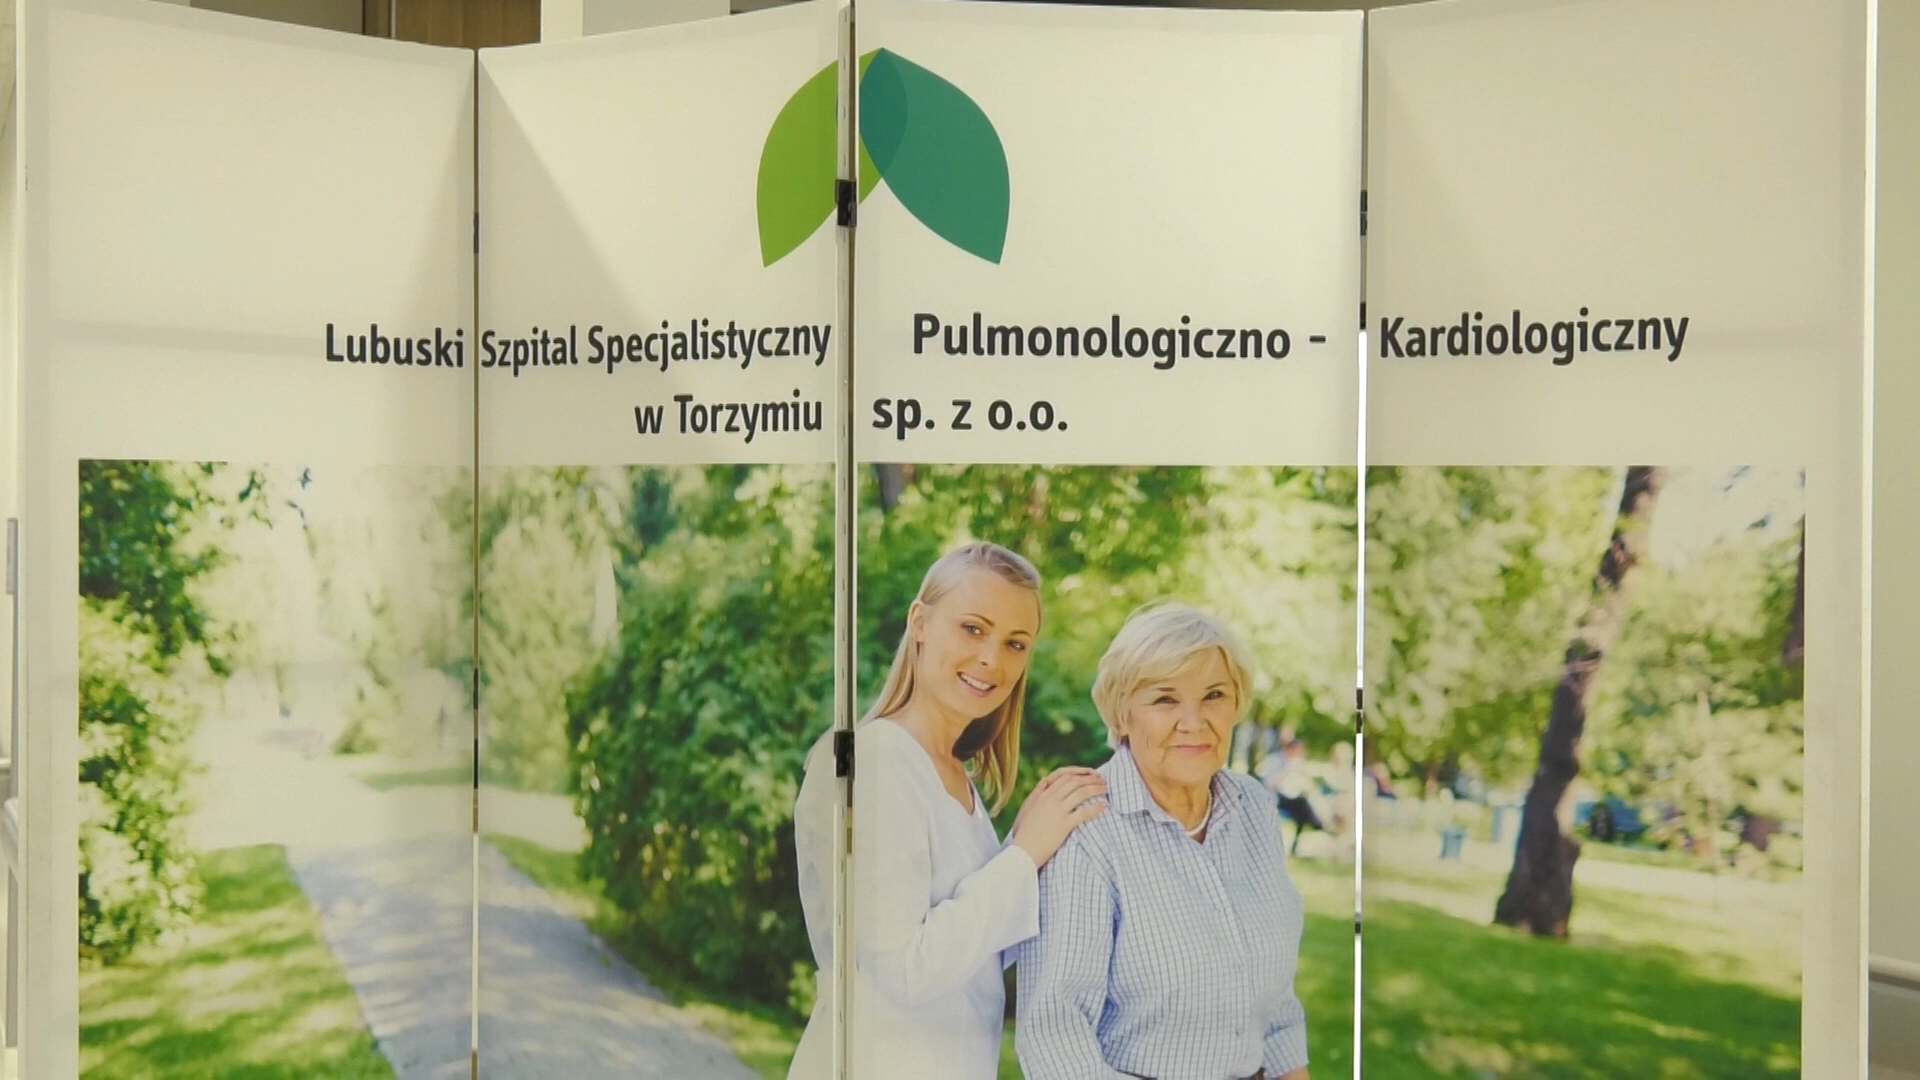 Lubuski Szpital Specjalistyczny Pulmonologiczno - Kardiologiczny
w Torzymiu sp. z o.o.